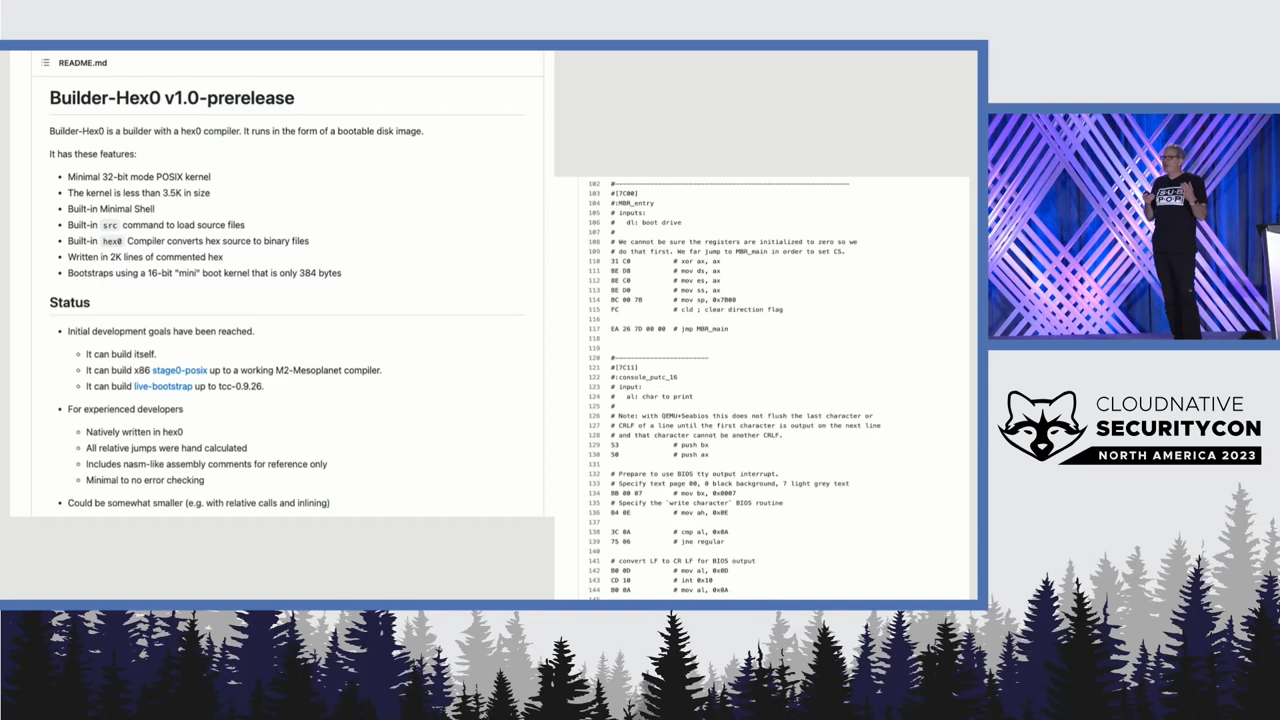 README.md
Builder-Hex0 v1.0-prerelease
Builder-Hex0 is a builder with a hex0 compiler. It runs in the form of a bootable disk image.
It has these features:
• Minimal 32-bit mode POSIX kernel
• The kernel is less than 3.5K in size
• Built-in Minimal Shell
• Built-in src command to load source files
• Built-in hex0 Compiler converts hex source to binary files
• Written in 2K lines of commented hex
• Bootstraps using a 16-bit "mini" boot kernel that is only 384 bytes
Status
• Initial development goals have been reached.
◦ It can build itself.
◦ It can build x86 stage0-posix up to a working M2-Mesoplanet compiler.
◦ It can build live-bootstrap up to tcc-0.9.26.
• For experienced developers
◦ Natively written in hex0
◦ All relative jumps were hand calculated
◦ Includes nasm-like assembly comments for reference only
◦ Minimal to no error checking
• Could be somewhat smaller (e.g. with relative calls and inlining)
102 #------------------------------------------------------------
103 #[7C00]
104 #:MBR_entry
105 # inputs:
106 #   dl: boot drive
107 #
108 # We cannot be sure the registers are initialized to zero so we
109 # do that first. We far jump to MBR_main in order to set CS.
110 31 C0 # xor ax, ax
111 8E D8 # mov ds, ax
112 8E C0 # mov es, ax
113 8E D0 # mov ss, ax
114 BC 00 7B # mov sp, 0x7B00
115 FC # cld ; clear direction flag
116
117 EA 26 7D 00 00 # jmp MBR_main
118
119
120 #------------------------
121 #[7C11]
122 #:console_putc_16
123 # input:
124 #   al: char to print
125 #
126 # Note: with QEMU+Seabios this does not flush the last character or
127 # CRLF of a line until the first character is output on the next line
128 # and that character cannot be another CRLF.
129 53 # push bx
130 50 # push ax
131
132 # Prepare to use BIOS tty output interrupt.
133 # Specify text page 00, 0 black background, 7 light grey text
134 BB 00 07 # mov bx, 0x0007
135 # Specify the `write character` BIOS routine
136 B4 0E # mov ah, 0x0E
137
138 3C 0A # cmp al, 0x0A
139 75 06 # jne regular
140
141 # convert LF to CR LF for BIOS output
142 B0 0D # mov al, 0x0D
143 CD 10 # int 0x10
144 B0 0A # mov al, 0x0A
SUB
POP
CLOUDNATIVE
SECURITYCON
NORTH AMERICA 2023